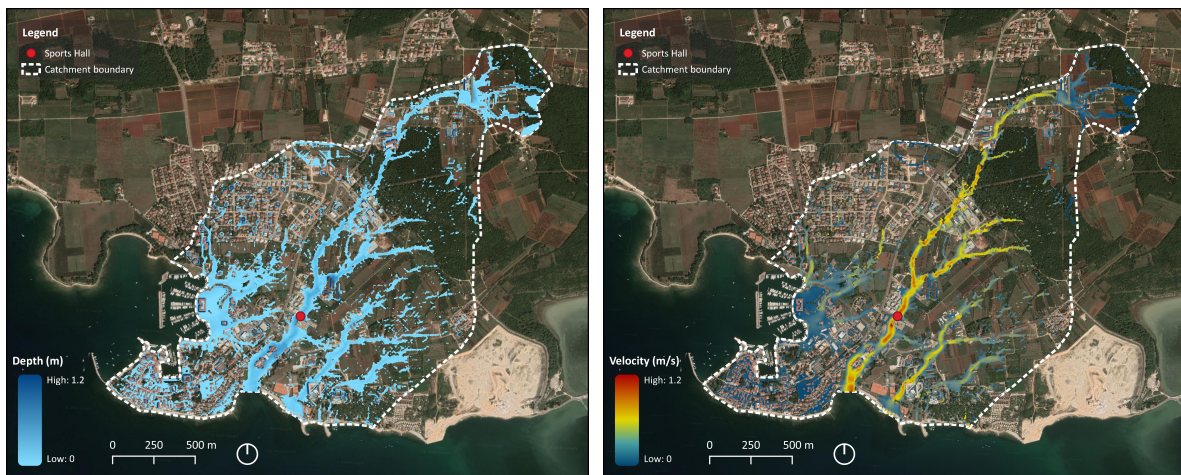 Legend
Sports Hall
Catchment boundary
Depth (m)
High: 1.2
Low: 0
0 250 500 m
Legend
Sports Hall
Catchment boundary
Velocity (m/s)
High: 1.2
Low: 0
0 250 500 m